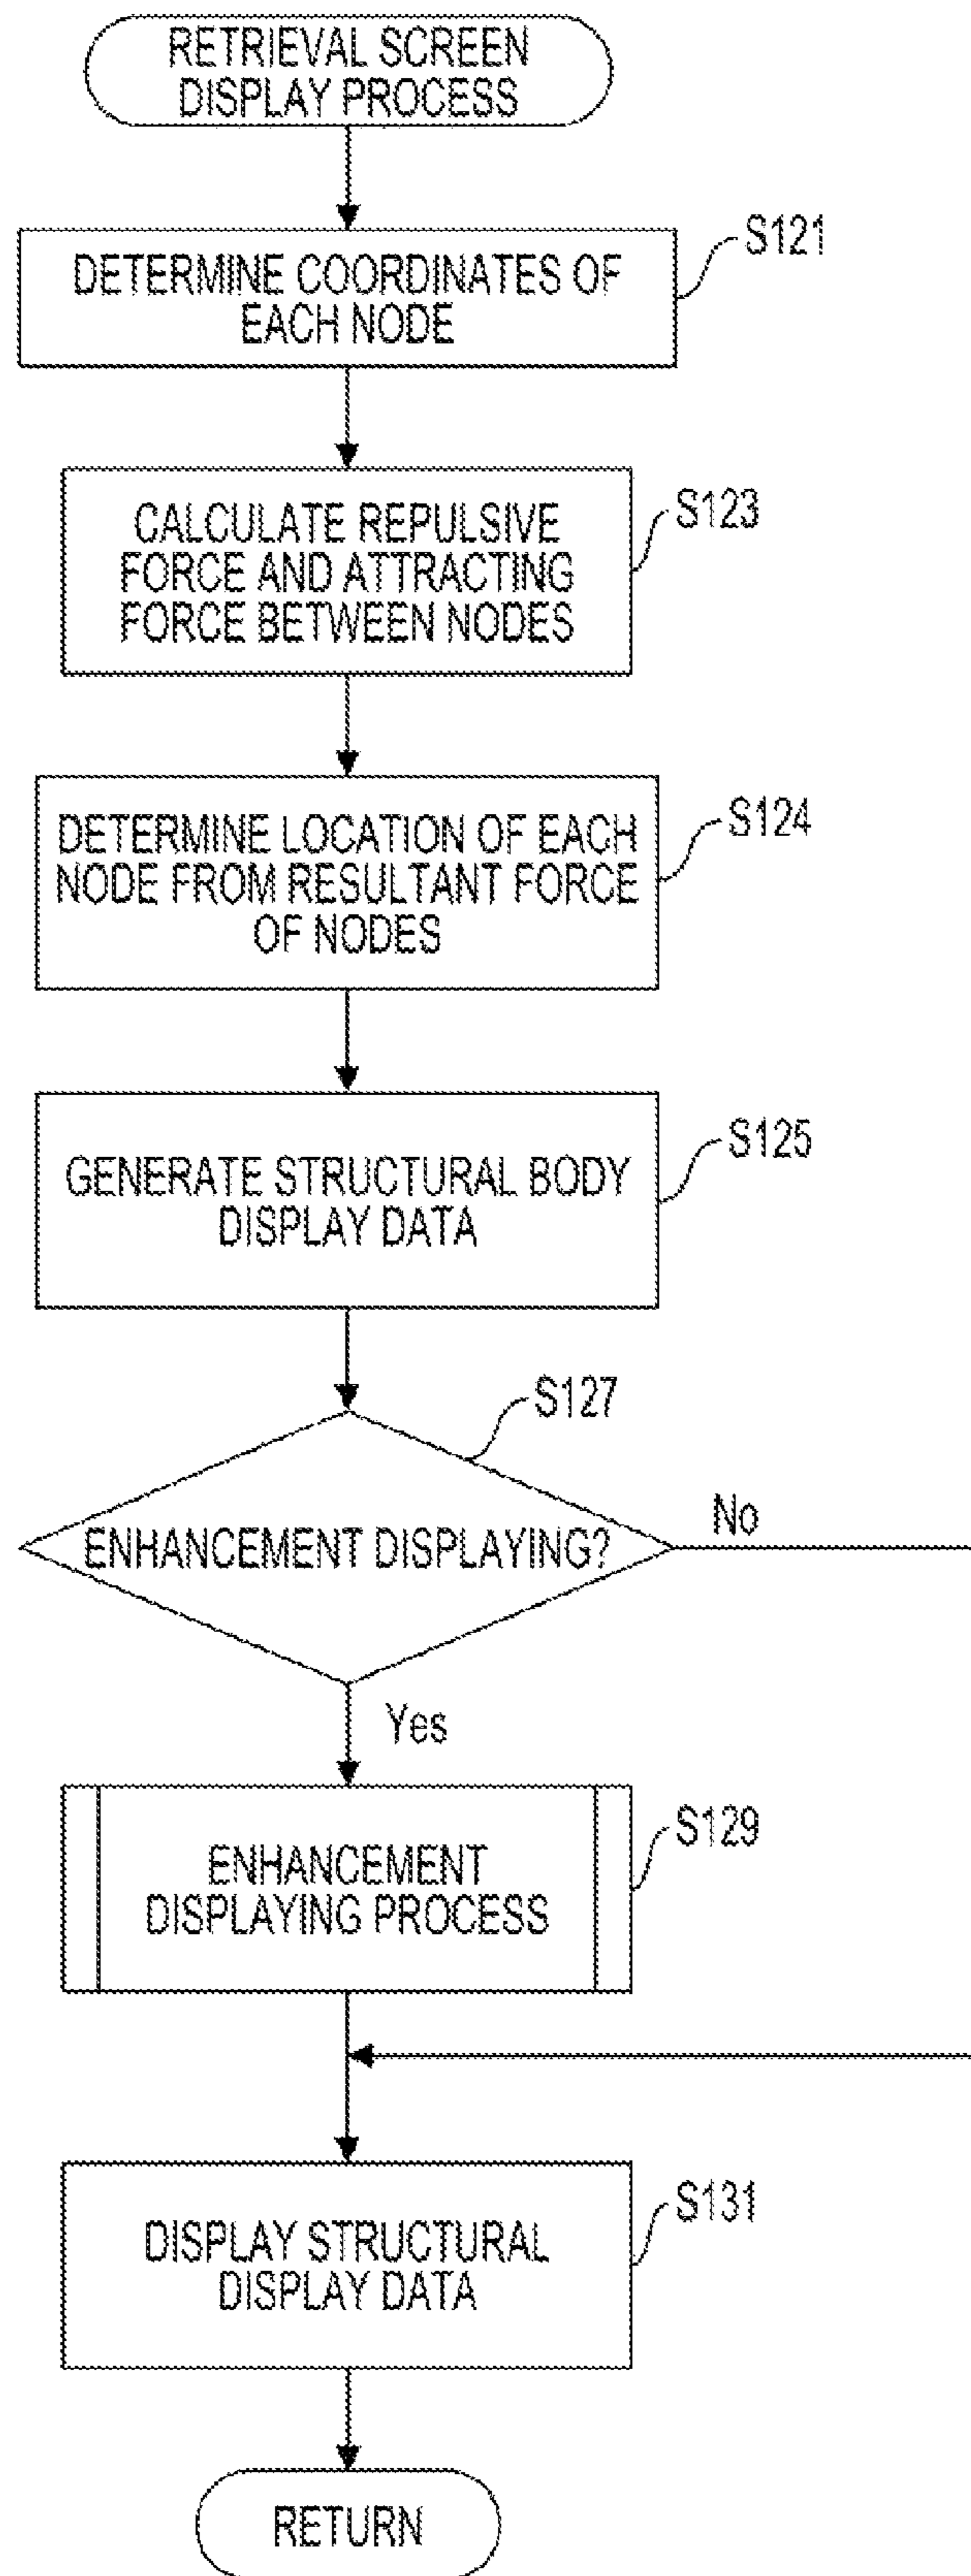 RETRIEVAL SCREEN
DISPLAY PROCESS
S121
DETERMINE COORDINATES OF
EACH NODE
S123
CALCULATE REPULSIVE
FORCE AND ATTRACTING
FORCE BETWEEN NODES
S124
DETERMINE LOCATION OF EACH
NODE FROM RESULTANT FORCE
OF NODES
S125
GENERATE STRUCTURAL BODY
DISPLAY DATA
S127
ENHANCEMENT DISPLAYING?
No
Yes
S129
ENHANCEMENT
DISPLAYING PROCESS
S131
DISPLAY STRUCTURAL
DISPLAY DATA
RETURN